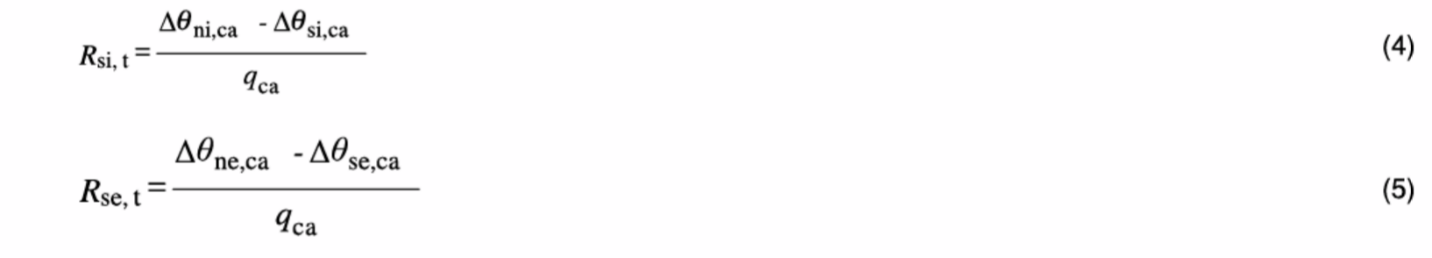 R_si, t = (Δθ_ni,ca - Δθ_si,ca) / q_ca (4)
R_se, t = (Δθ_ne,ca - Δθ_se,ca) / q_ca (5)